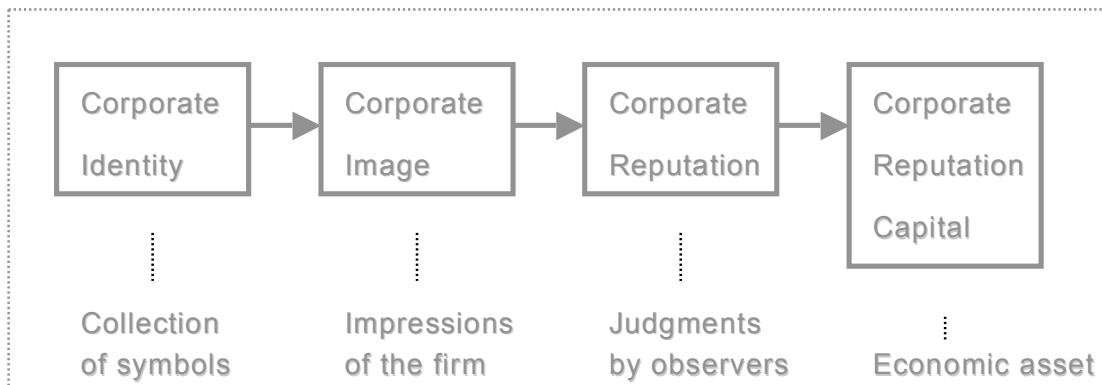 Corporate
Identity
Corporate
Image
Corporate
Reputation
Corporate
Reputation
Capital
Collection
of symbols
Impressions
of the firm
Judgments
by observers
Economic asset